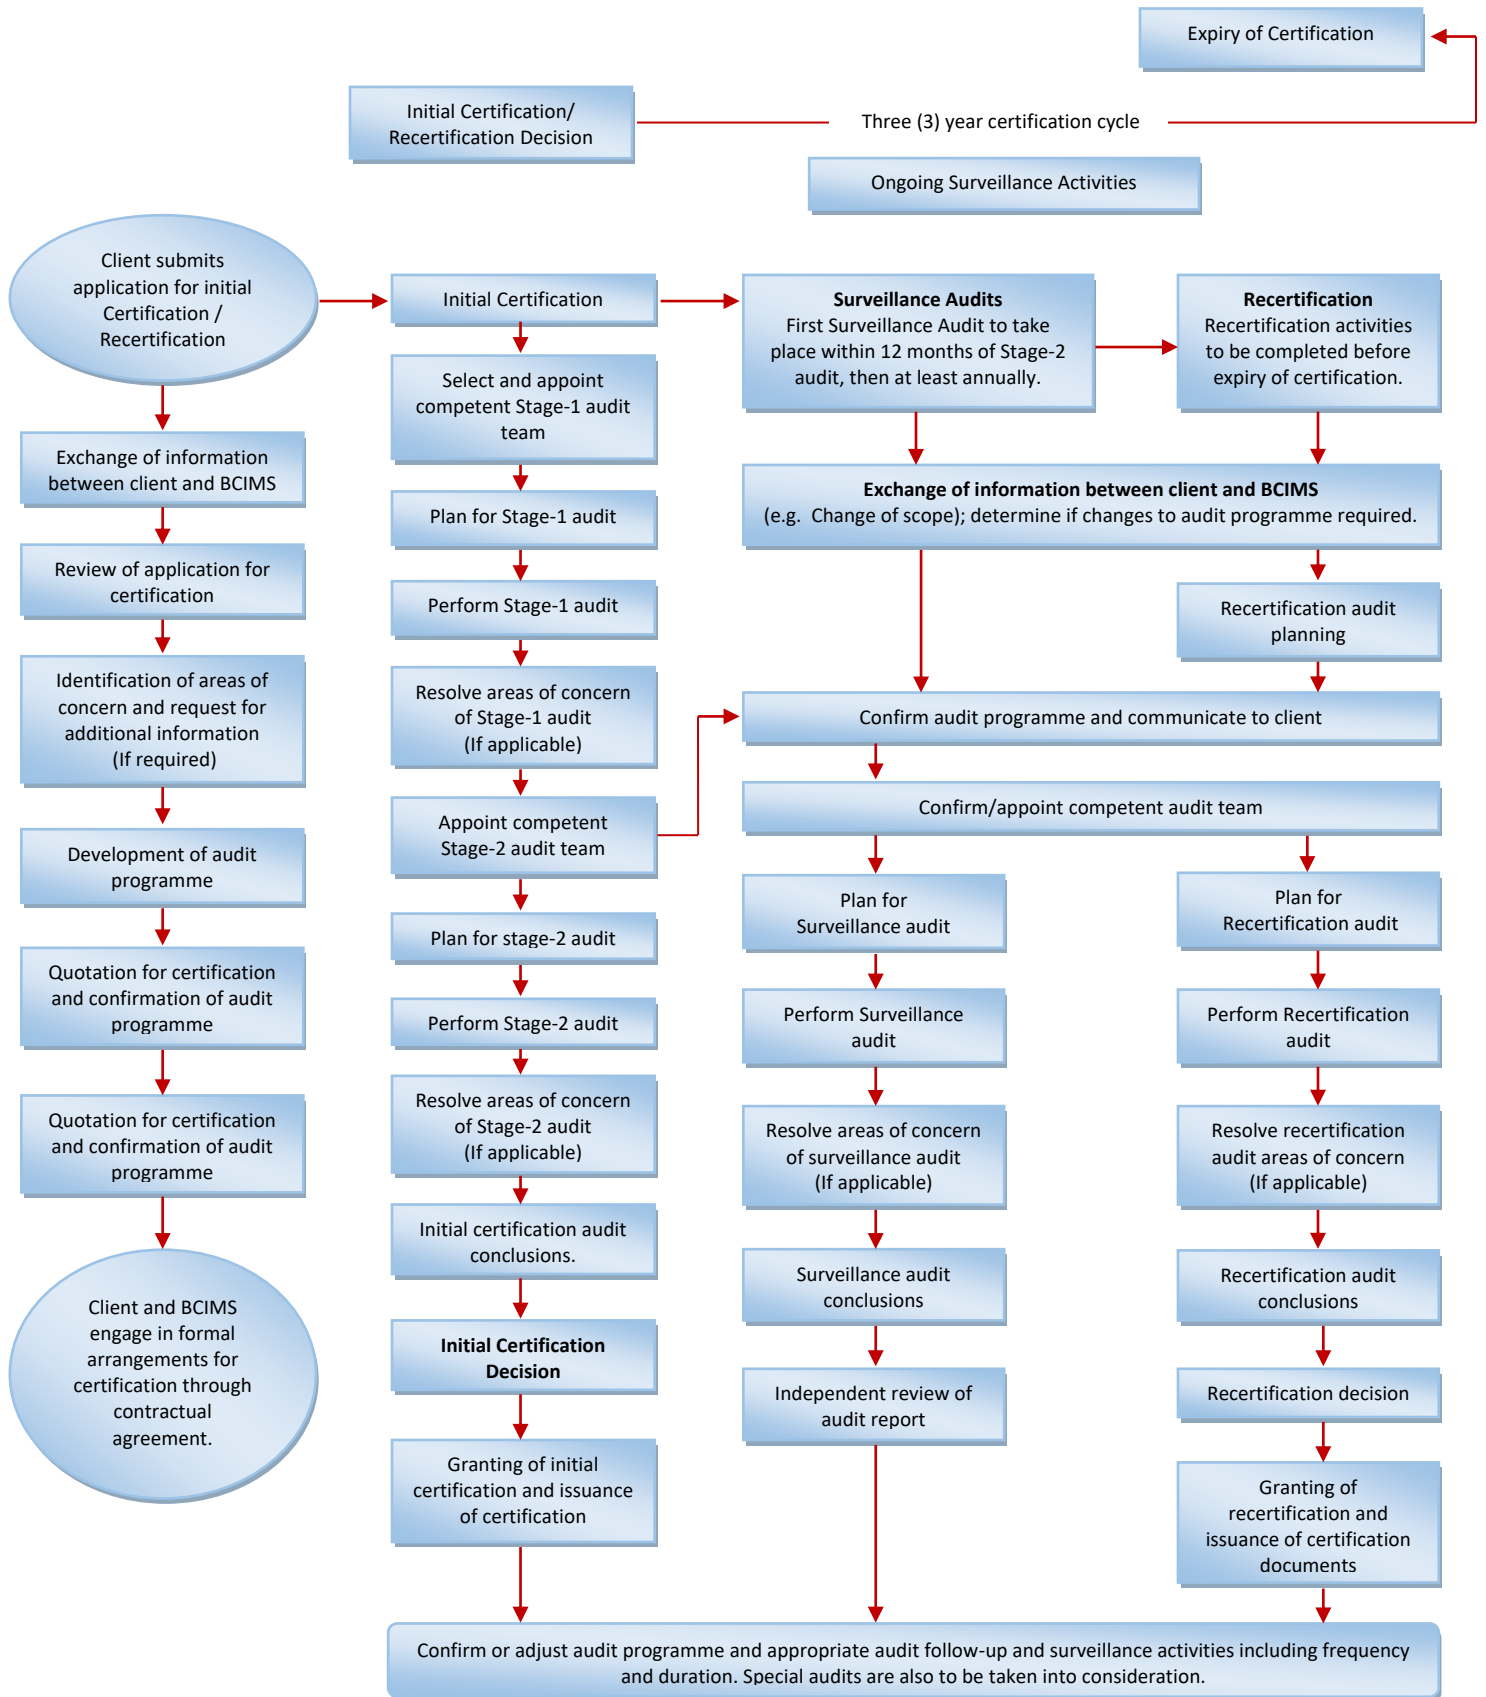 Expiry of Certification
Initial Certification/
Recertification Decision
Three (3) year certification cycle
Ongoing Surveillance Activities
Client submits
application for initial
Certification /
Recertification
Exchange of information
between client and BCIMS
Review of application for
certification
Identification of areas of
concern and request for
additional information
(If required)
Development of audit
programme
Quotation for certification
and confirmation of audit
programme
Quotation for certification
and confirmation of audit
programme
Client and BCIMS
engage in formal
arrangements for
certification through
contractual
agreement.
Initial Certification
Select and appoint
competent Stage-1 audit
team
Plan for Stage-1 audit
Perform Stage-1 audit
Resolve areas of concern
of Stage-1 audit
(If applicable)
Appoint competent
Stage-2 audit team
Plan for stage-2 audit
Perform Stage-2 audit
Resolve areas of concern
of Stage-2 audit
(If applicable)
Initial certification audit
conclusions.
Initial Certification
Decision
Granting of initial
certification and issuance
of certification
Surveillance Audits
First Surveillance Audit to take
place within 12 months of Stage-2
audit, then at least annually.
Recertification
Recertification activities
to be completed before
expiry of certification.
Exchange of information between client and BCIMS
(e.g.  Change of scope); determine if changes to audit programme required.
Recertification audit
planning
Confirm audit programme and communicate to client
Confirm/appoint competent audit team
Plan for
Surveillance audit
Perform Surveillance
audit
Resolve areas of concern
of surveillance audit
(If applicable)
Surveillance audit
conclusions
Independent review of
audit report
Plan for
Recertification audit
Perform Recertification
audit
Resolve recertification
audit areas of concern
(If applicable)
Recertification audit
conclusions
Recertification decision
Granting of
recertification and
issuance of certification
documents
Confirm or adjust audit programme and appropriate audit follow-up and surveillance activities including frequency
and duration. Special audits are also to be taken into consideration.